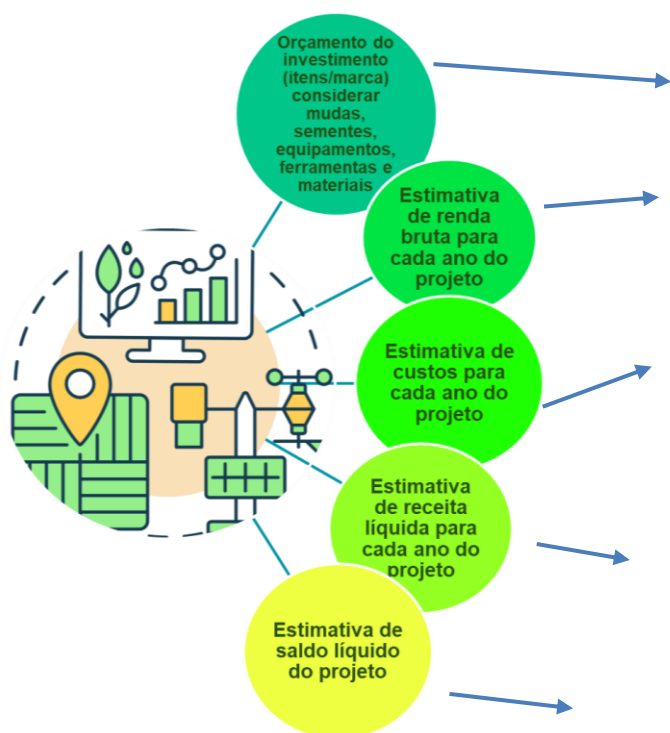 Orçamento do
investimento
(itens/marca)
considerar
mudas,
sementes,
equipamentos,
ferramentas e
materiais
Estimativa
de renda
bruta para
cada ano do
projeto
Estimativa de
custos para
cada ano do
projeto
Estimativa
de receita
líquida para
cada ano do
projeto
Estimativa de
saldo líquido
do projeto